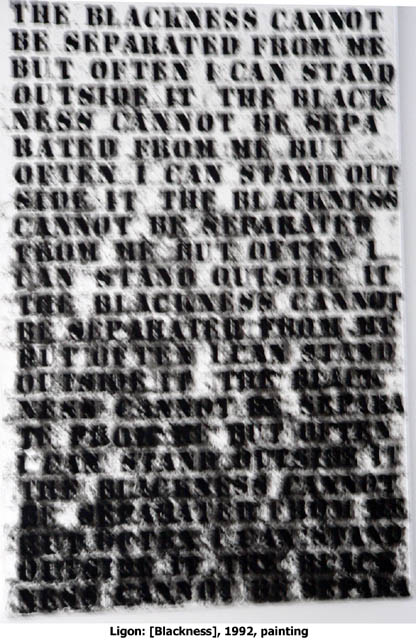 THE BLACKNESS CANNOT
BE SEPARATED FROM ME
BUT OFTEN I CAN STAND
OUTSIDE IT THE BLACK
NESS CANNOT BE SEPA
RATED FROM ME BUT
OFTEN I CAN STAND OUT
SIDE IT THE BLACKNESS
CANNOT BE SEPARATED
FROM ME BUT OFTEN I
CAN STAND OUTSIDE IT
THE BLACKNESS CANNOT
BE SEPARATED FROM ME
BUT OFTEN I CAN STAND
OUTSIDE IT THE BLACK
NESS CANNOT BE SEPARA
FROM ME BUT OFTEN
I CAN STAND OUTSIDE IT
THE BLACKNESS CANNOT
BE SEPARATED FROM ME
BUT OFTEN I CAN STAND
OUTSIDE IT THE BLACK
NESS CANNOT BE
Ligon: [Blackness], 1992, painting